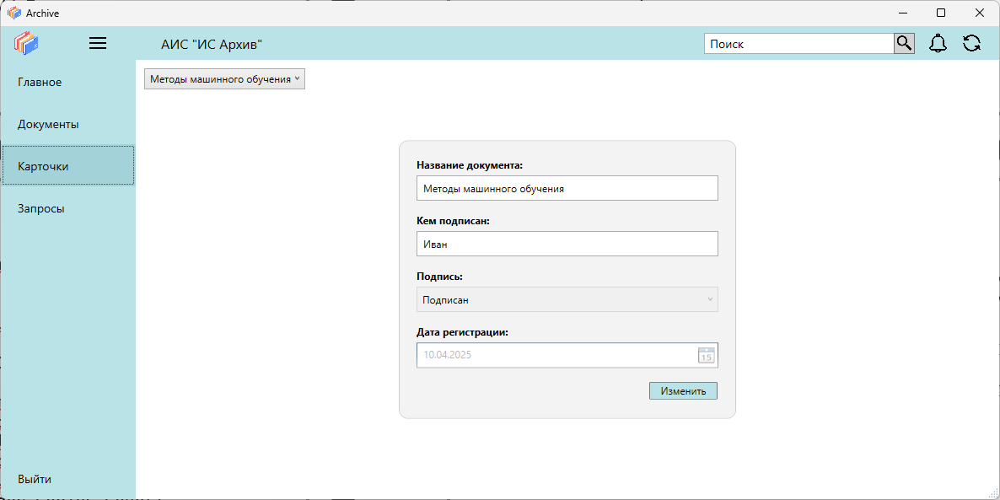 Archive
АИС "ИС Архив"
Поиск
Главное
Документы
Карточки
Запросы
Выйти
Методы машинного обучения
Название документа:
Методы машинного обучения
Кем подписан:
Иван
Подпись:
Подписан
Дата регистрации:
10.04.2025
15
Изменить